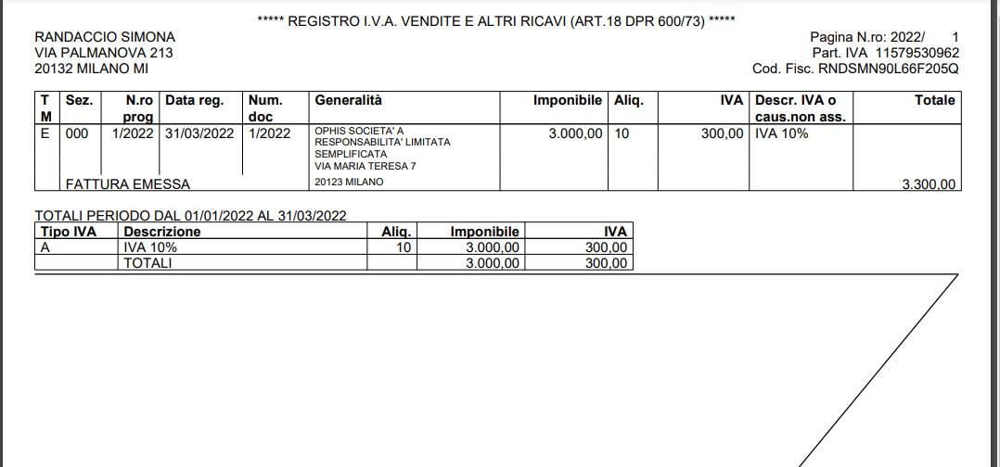 ***** REGISTRO I.V.A. VENDITE E ALTRI RICAVI (ART.18 DPR 600/73) *****
RANDACCIO SIMONA Pagina N.ro: 2022/ 1
VIA PALMANOVA 213 Part. IVA 11579530962
20132 MILANO MI Cod. Fisc. RNDSMN90L66F205Q
T Sez. N.ro Data reg. Num. Generalità Imponibile Aliq. IVA Descr. IVA o Totale
M prog doc caus.non ass.
E 000 1/2022 31/03/2022 1/2022 OPHIS SOCIETA' A 3.000,00 10 300,00 IVA 10%
RESPONSABILITA' LIMITATA
SEMPLIFICATA
VIA MARIA TERESA 7
FATTURA EMESSA 20123 MILANO 3.300,00
TOTALI PERIODO DAL 01/01/2022 AL 31/03/2022
Tipo IVA Descrizione Aliq. Imponibile IVA
A IVA 10% 10 3.000,00 300,00
TOTALI 3.000,00 300,00